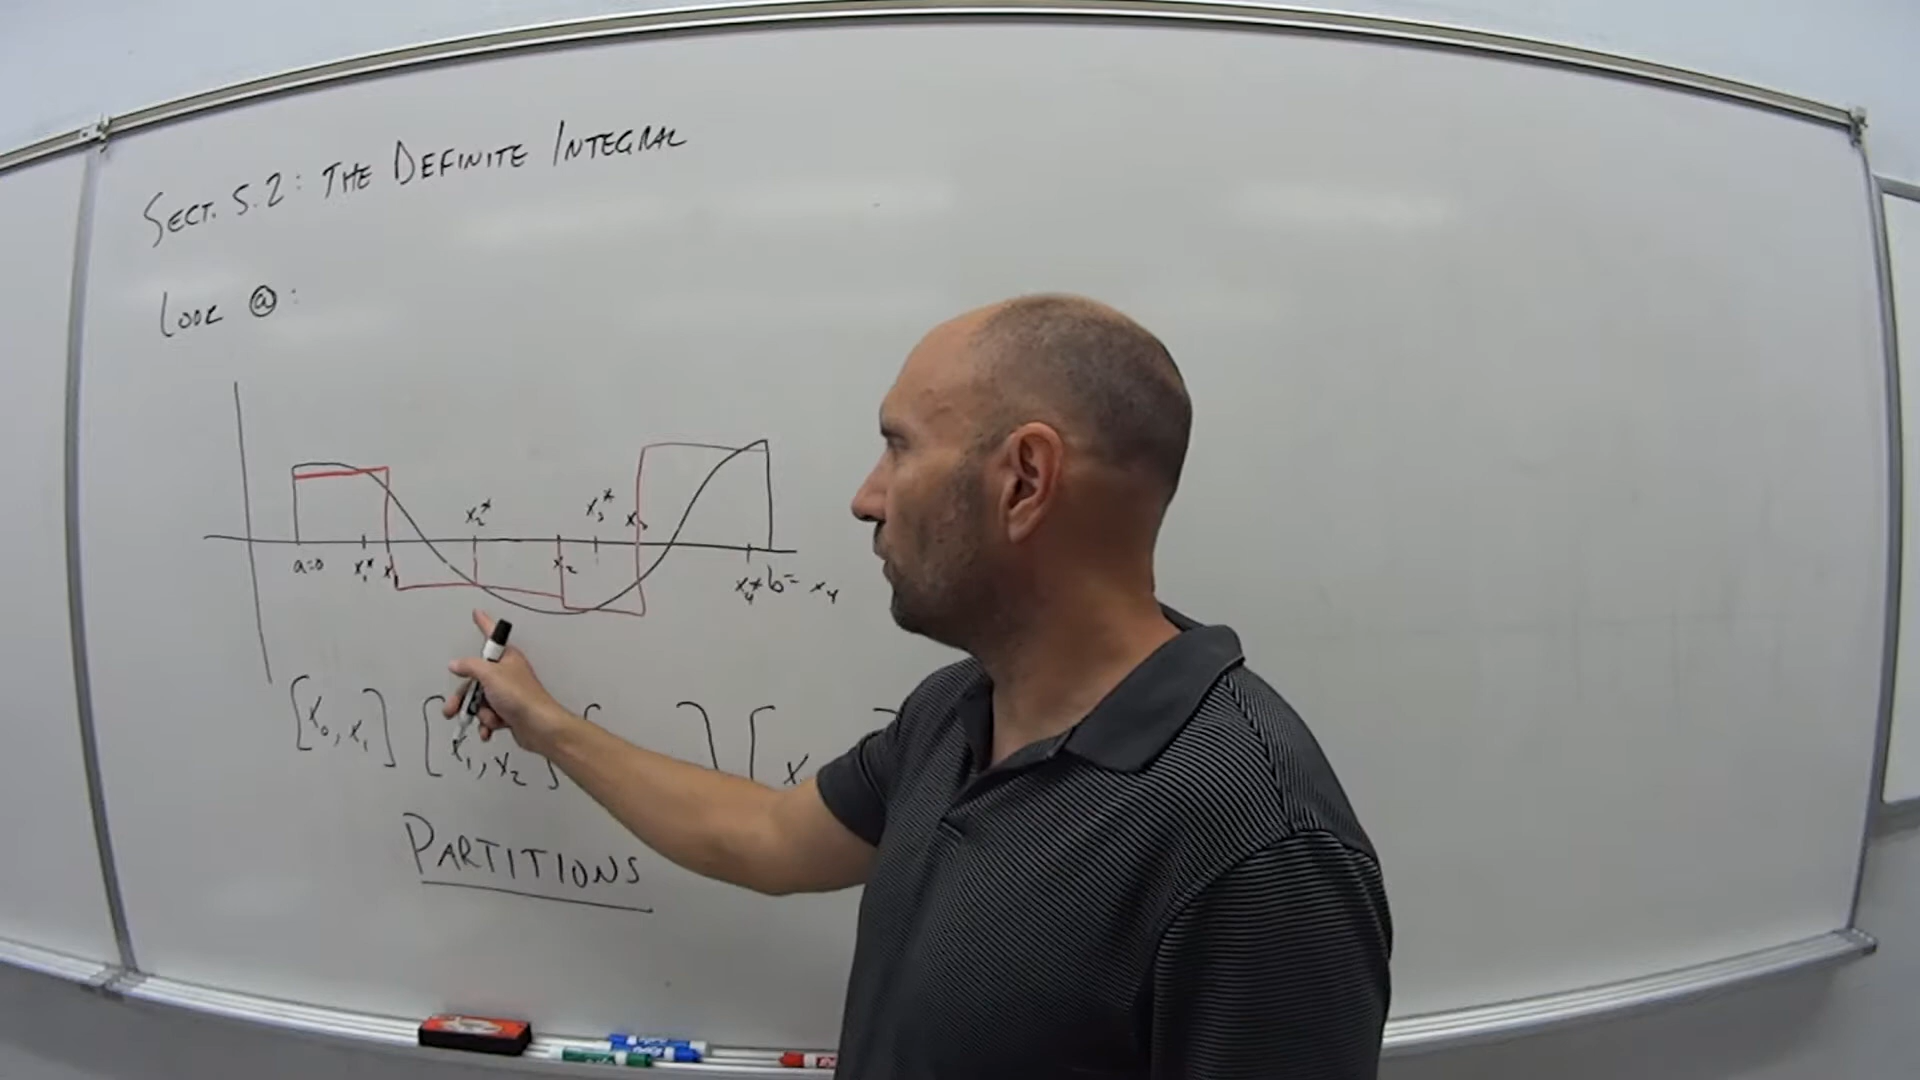 SECT. 5.2: THE DEFINITE INTEGRAL
LOOK @:
x₂* x₃* x₃
a=0 x₁* x₁ x₂ x₄* b= x₄
[x₀, x₁] [x₁, x₂] [ ] [x
PARTITIONS